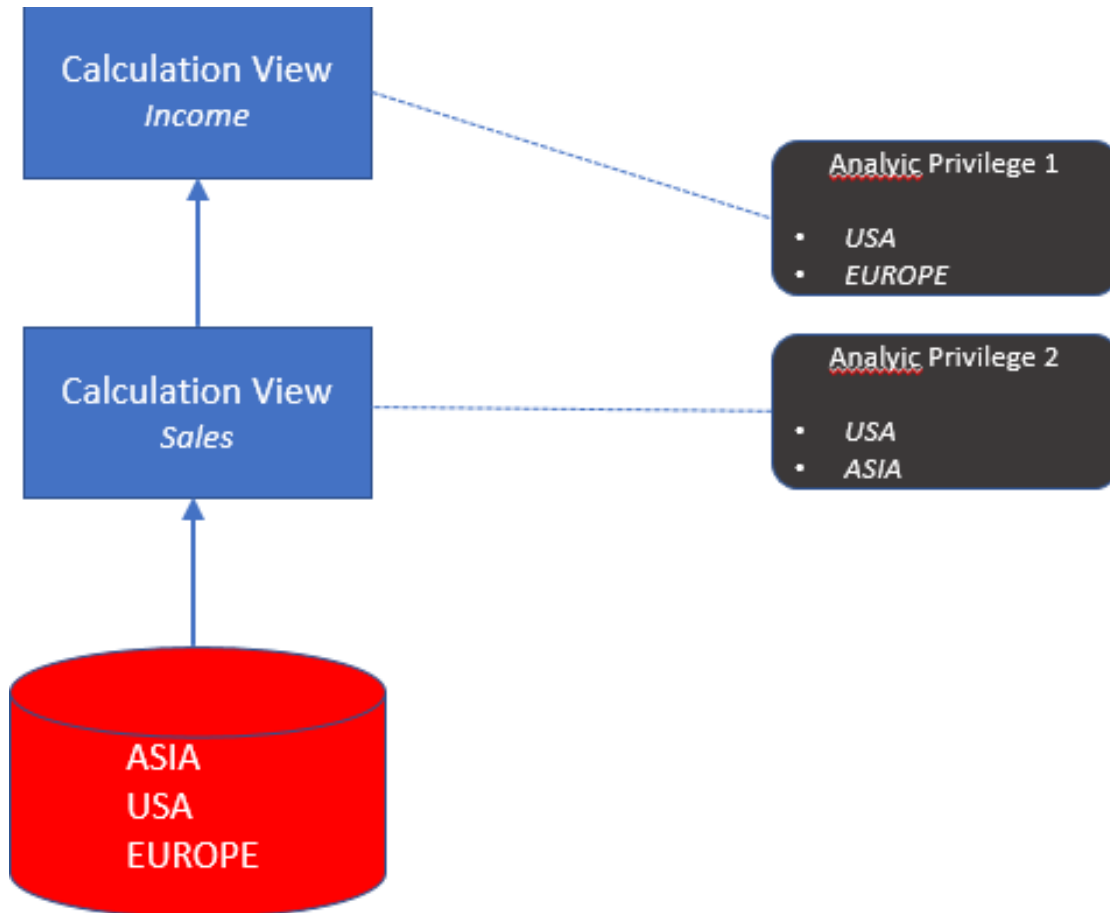 Calculation View
Income
Analyic Privilege 1
• USA
• EUROPE
Calculation View
Sales
Analyic Privilege 2
• USA
• ASIA
ASIA
USA
EUROPE